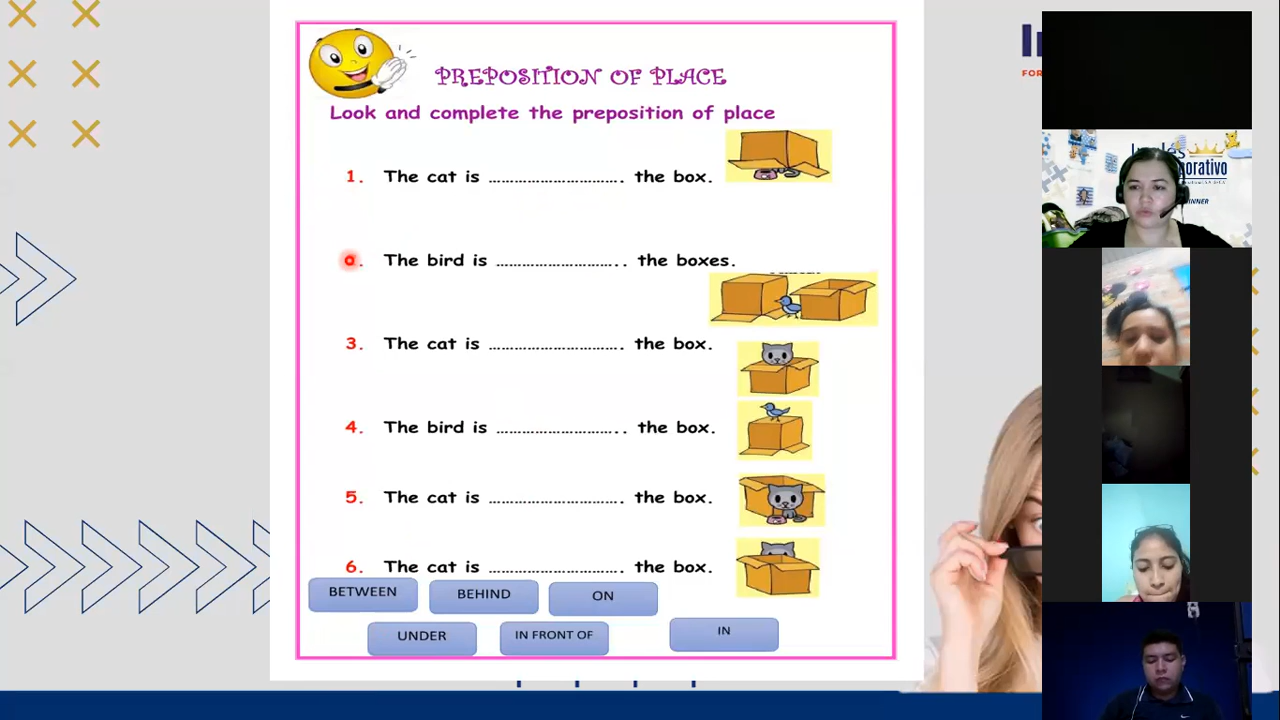 PREPOSITION OF PLACE
Look and complete the preposition of place
1. The cat is ............................. the box.
. The bird is ............................. the boxes.
3. The cat is ............................. the box.
4. The bird is ............................. the box.
5. The cat is ............................. the box.
6. The cat is ............................. the box.
BETWEEN BEHIND ON
UNDER IN FRONT OF IN
FOR